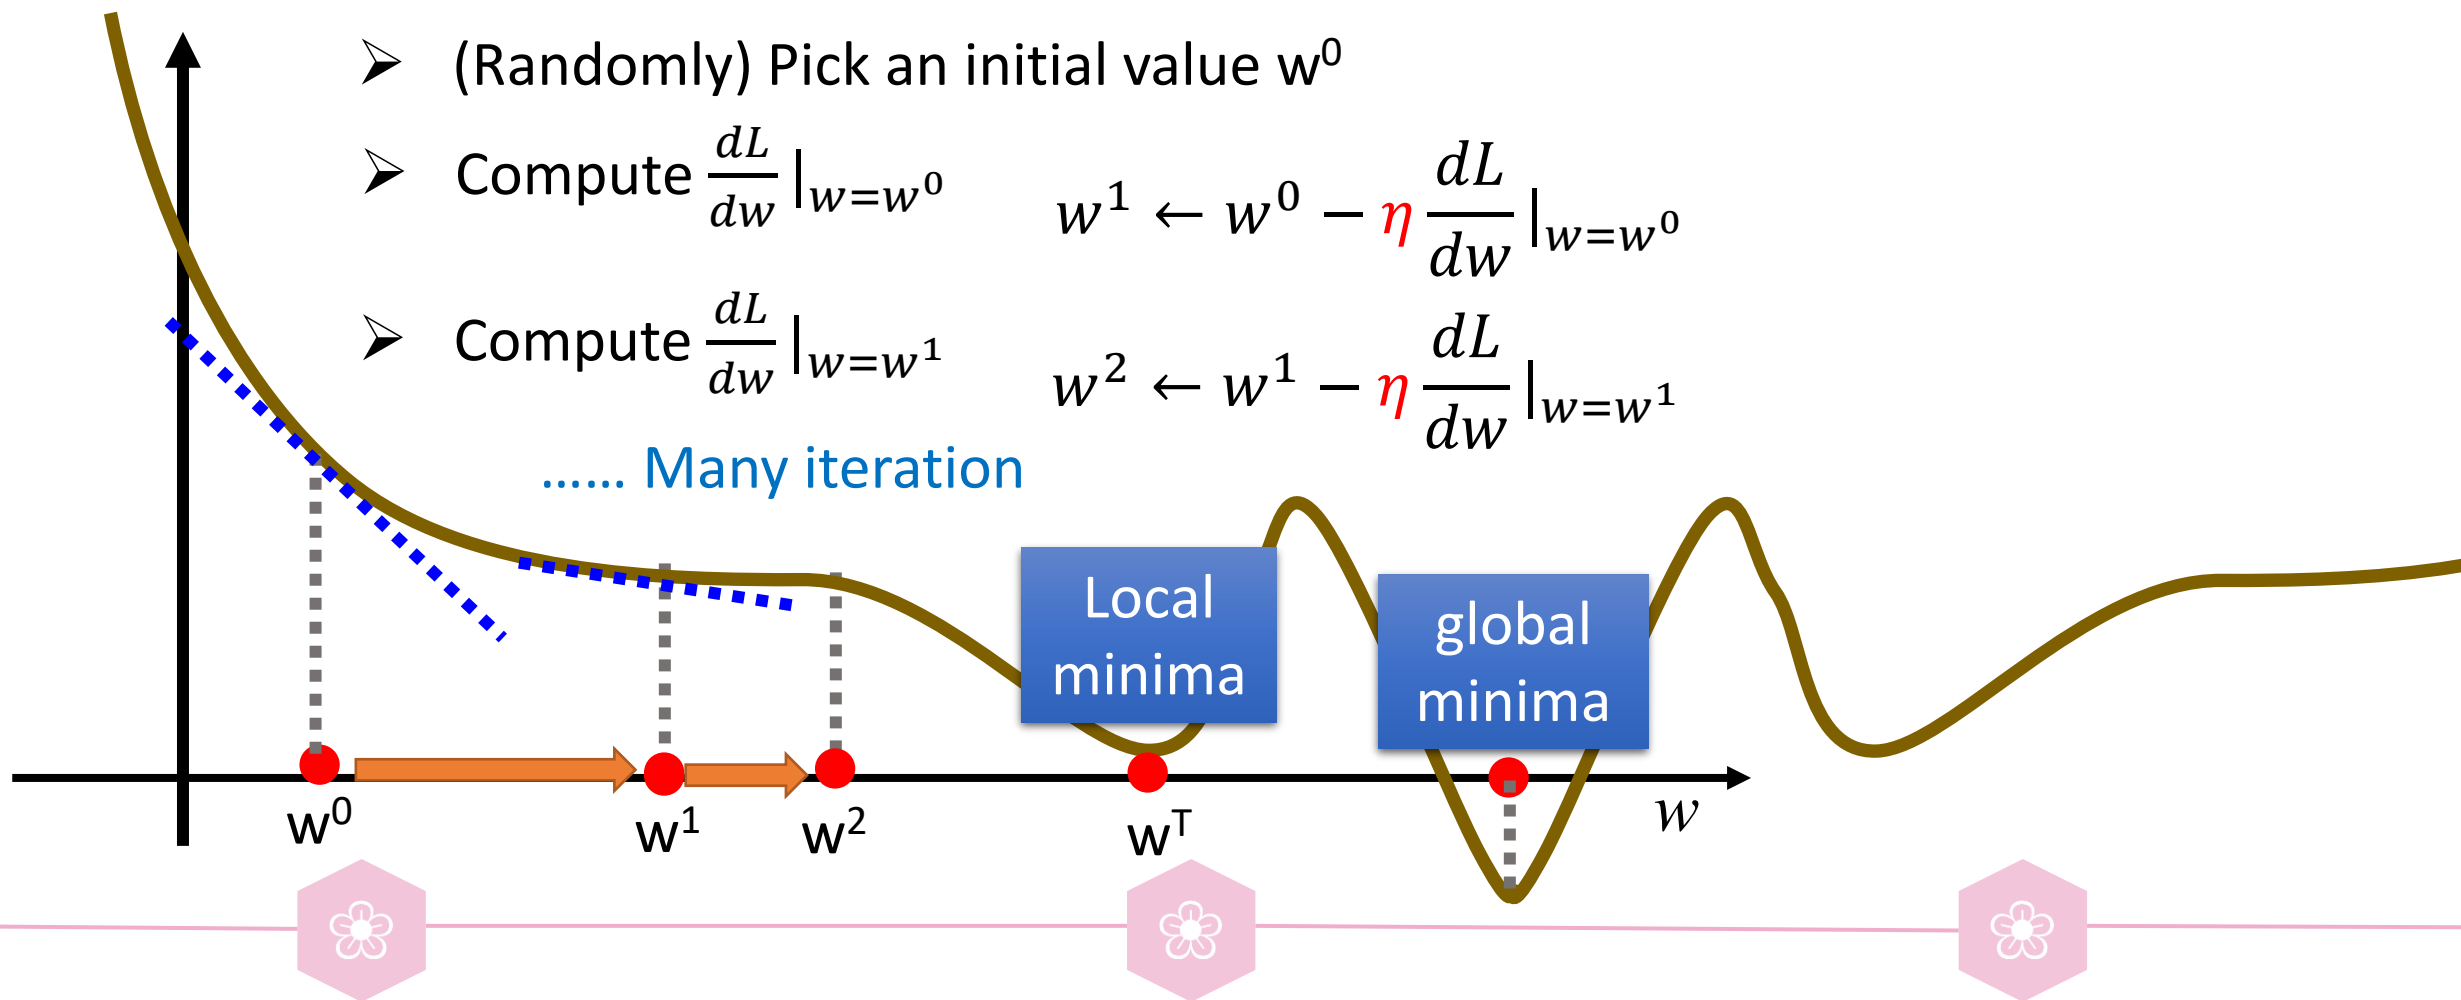 ➢ (Randomly) Pick an initial value w⁰
➢ Compute dL/dw |w=w⁰ w¹ ← w⁰ − η dL/dw |w=w⁰
➢ Compute dL/dw |w=w¹ w² ← w¹ − η dL/dw |w=w¹
...... Many iteration
Local
minima
global
minima
w⁰ w¹ w² wᵀ w